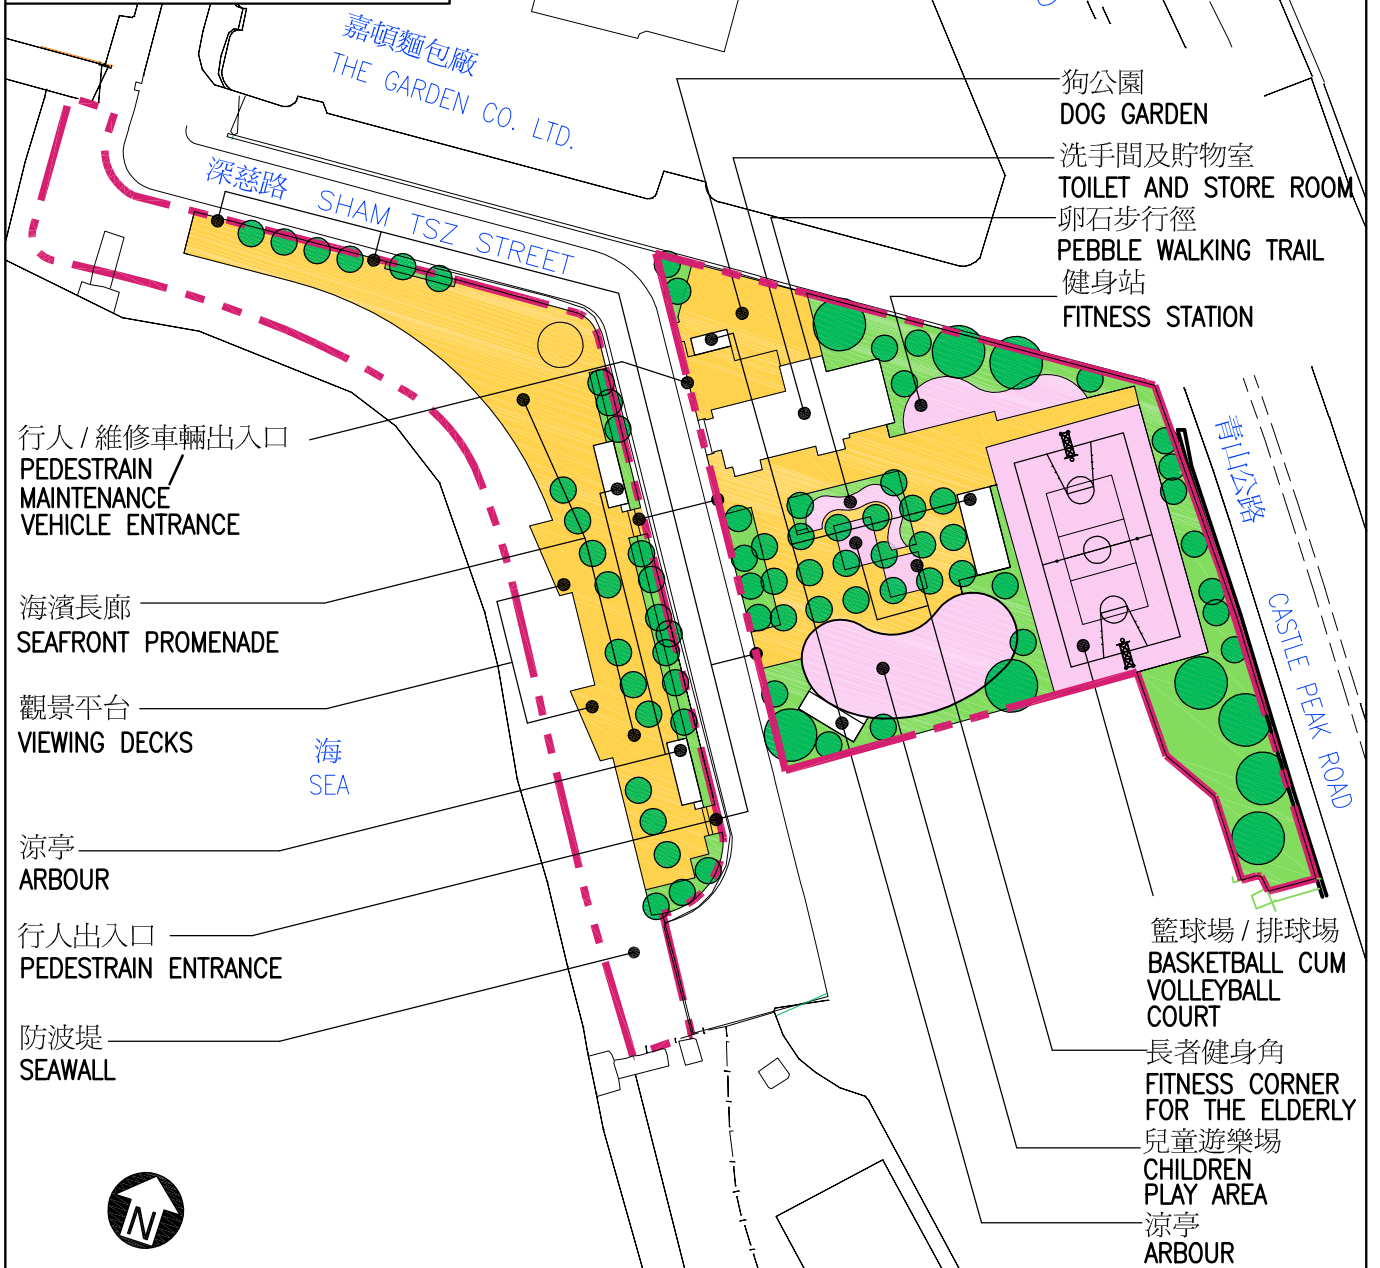 嘉頓麵包廠
THE GARDEN CO. LTD.
深慈路 SHAM TSZ STREET
狗公園
DOG GARDEN
洗手間及貯物室
TOILET AND STORE ROOM
卵石步行徑
PEBBLE WALKING TRAIL
健身站
FITNESS STATION
行人 / 維修車輛出入口
PEDESTRAIN /
MAINTENANCE
VEHICLE ENTRANCE
海濱長廊
SEAFRONT PROMENADE
觀景平台
VIEWING DECKS
海
SEA
涼亭
ARBOUR
行人出入口
PEDESTRAIN ENTRANCE
防波堤
SEAWALL
青山公路
CASTLE PEAK ROAD
籃球場 / 排球場
BASKETBALL CUM
VOLLEYBALL
COURT
長者健身角
FITNESS CORNER
FOR THE ELDERLY
兒童遊樂場
CHILDREN
PLAY AREA
涼亭
ARBOUR
N